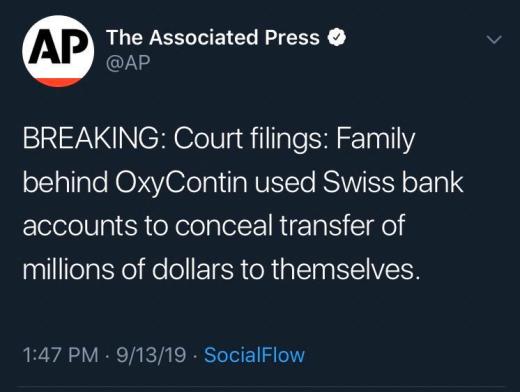 AP
The Associated Press
@AP
BREAKING: Court filings: Family
behind OxyContin used Swiss bank
accounts to conceal transfer of
millions of dollars to themselves.
1:47 PM · 9/13/19 · SocialFlow